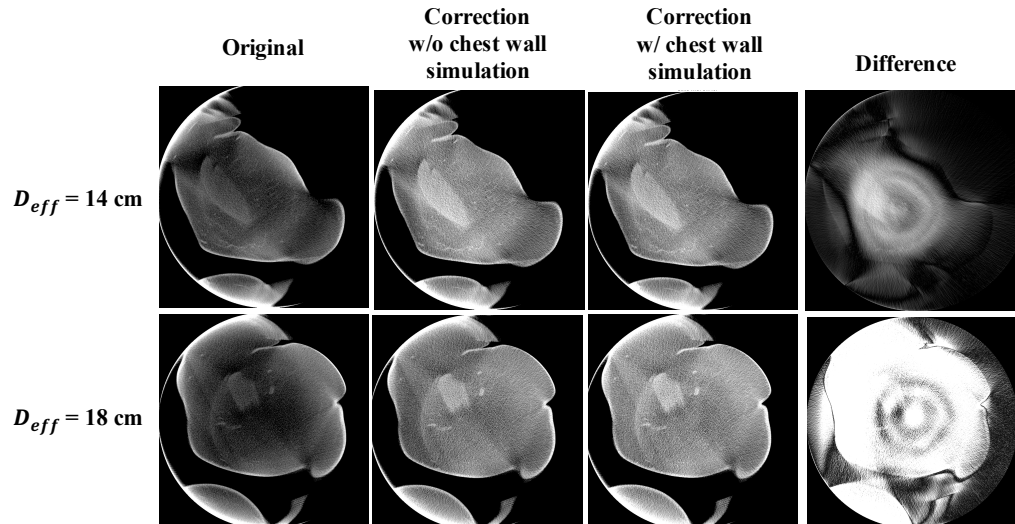 Original
Correction
w/o chest wall
simulation
Correction
w/ chest wall
simulation
Difference
D_eff = 14 cm
D_eff = 18 cm